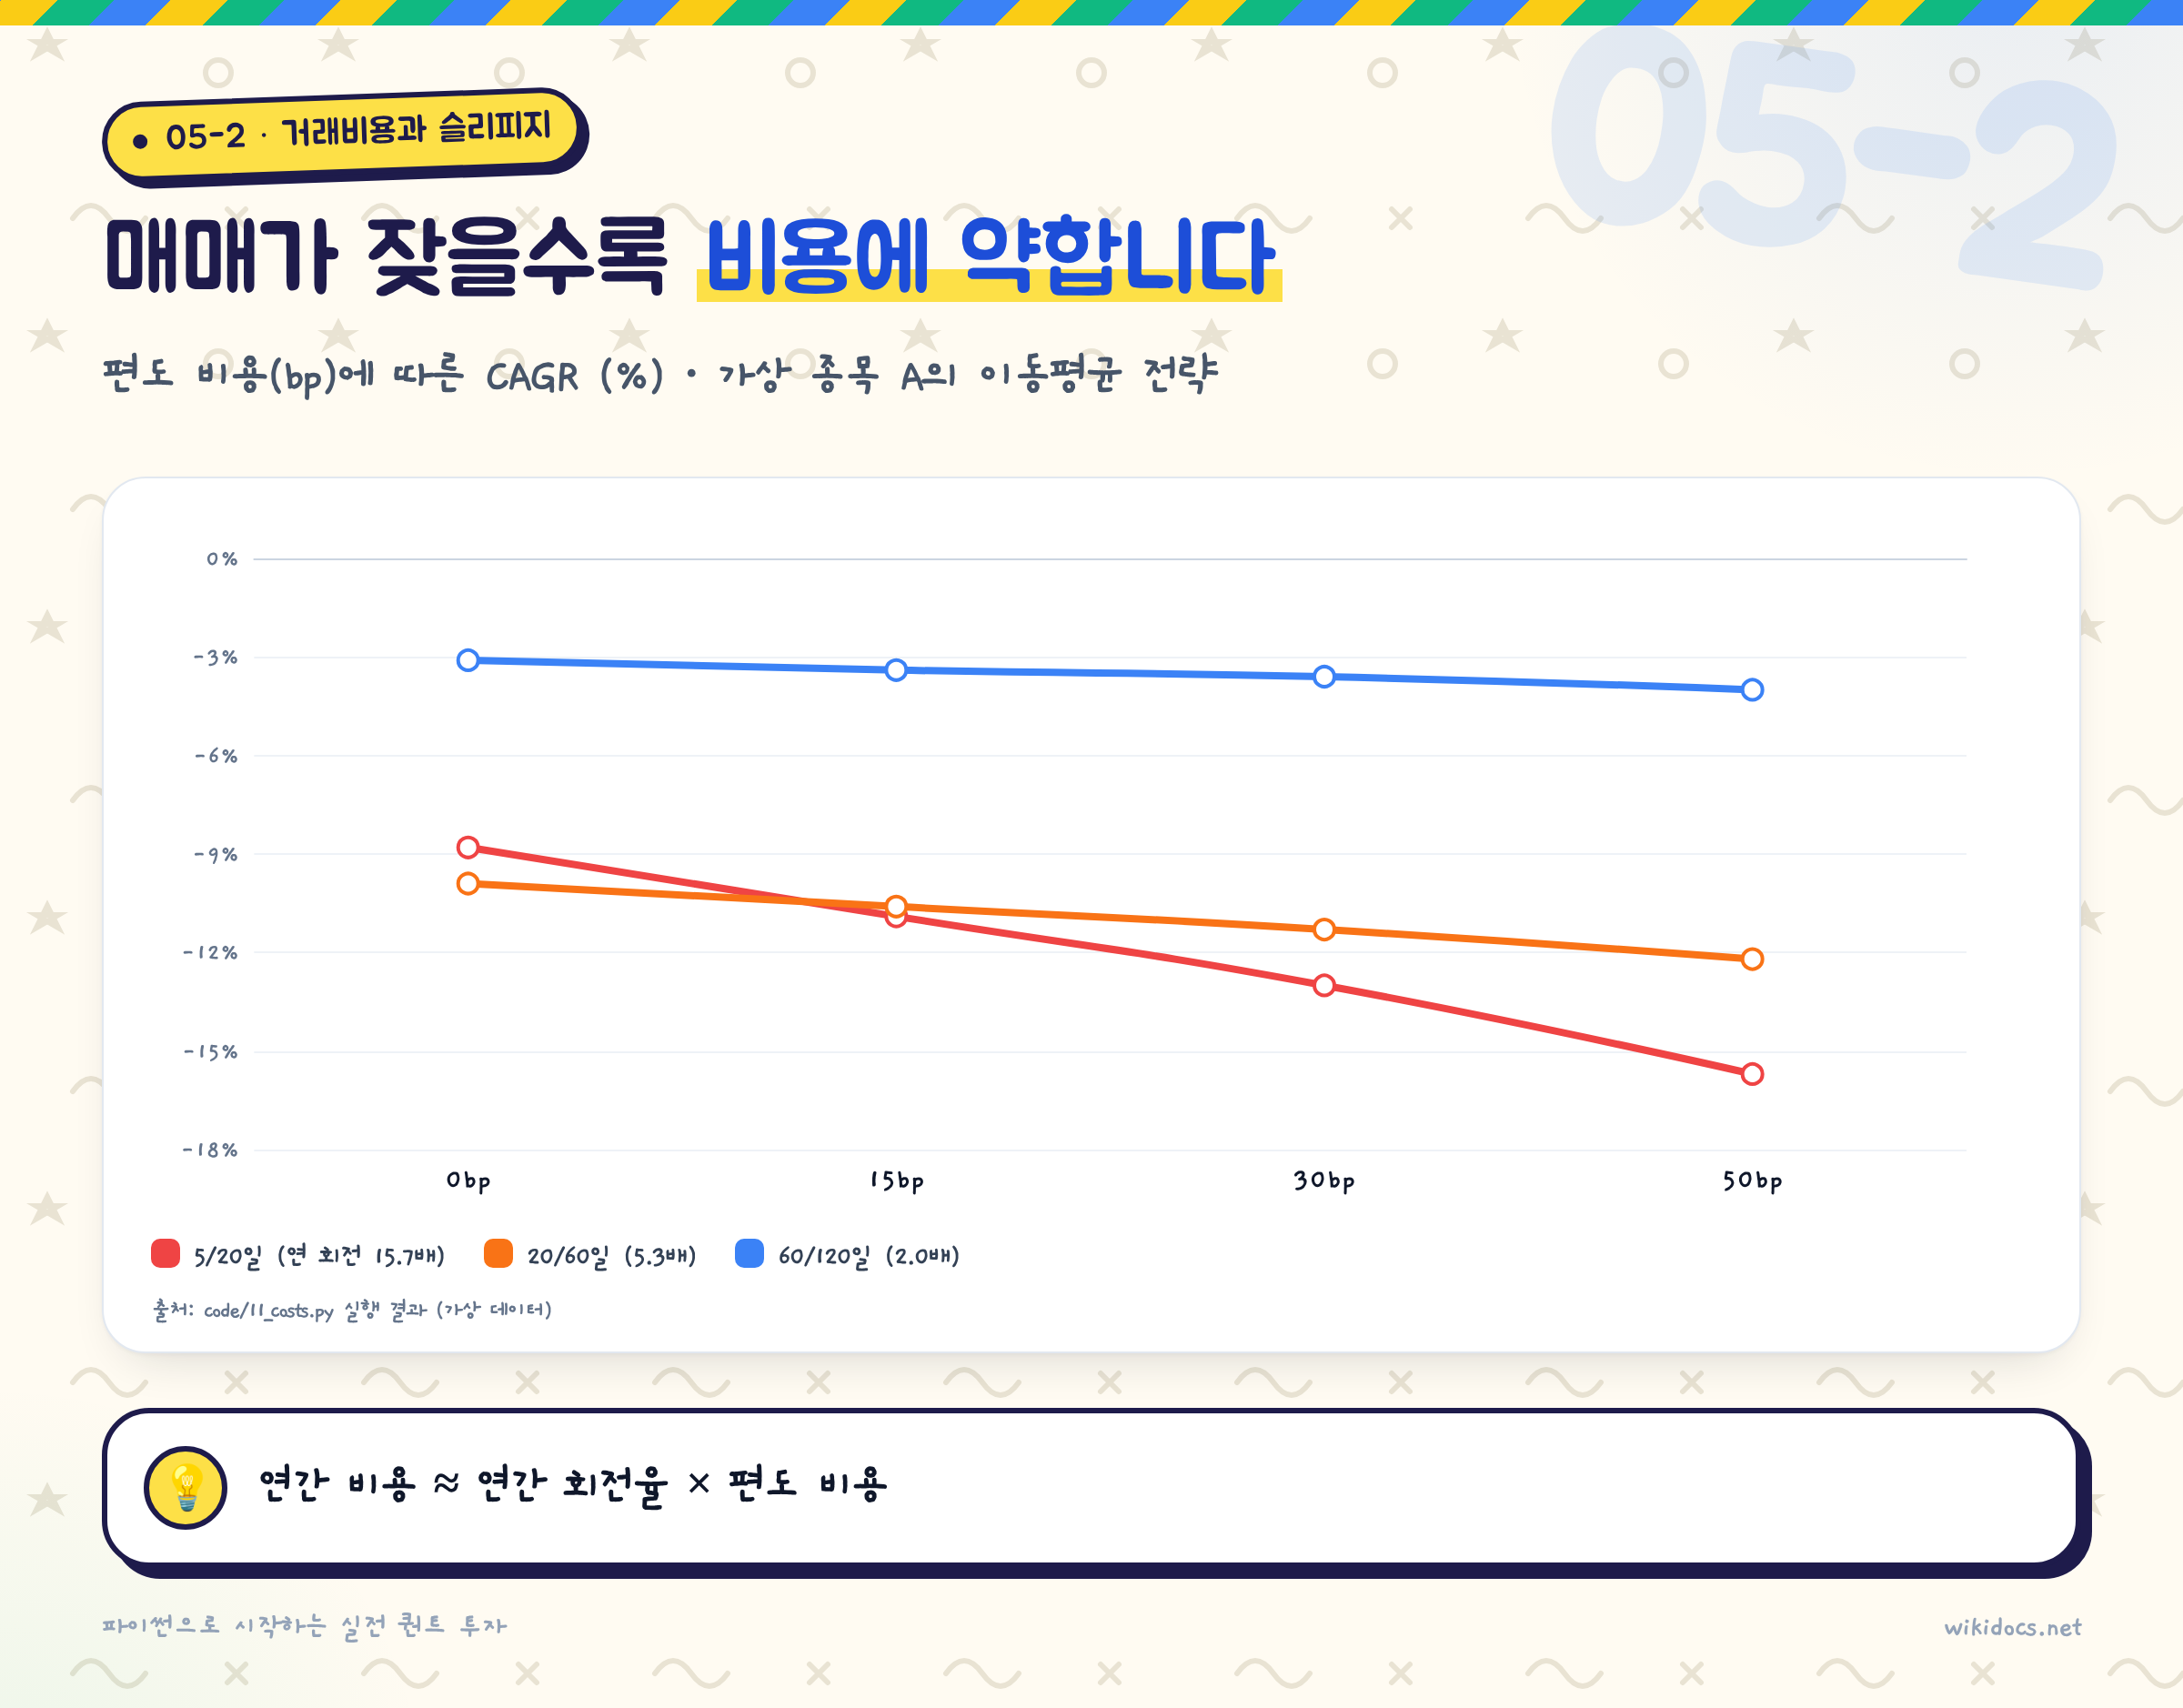 05-2
05-2 · 거래비용과 슬리피지
매매가 잦을수록 비용에 약합니다
편도 비용(bp)에 따른 CAGR (%) · 가상 종목 A의 이동평균 전략
0%
-3%
-6%
-9%
-12%
-15%
-18%
0bp 15bp 30bp 50bp
5/20일 (연 회전 15.7배) 20/60일 (5.3배) 60/120일 (2.0배)
출처: code/11_costs.py 실행 결과 (가상 데이터)
연간 비용 ≈ 연간 회전율 × 편도 비용
파이썬으로 시작하는 실전 퀀트 투자 wikidocs.net